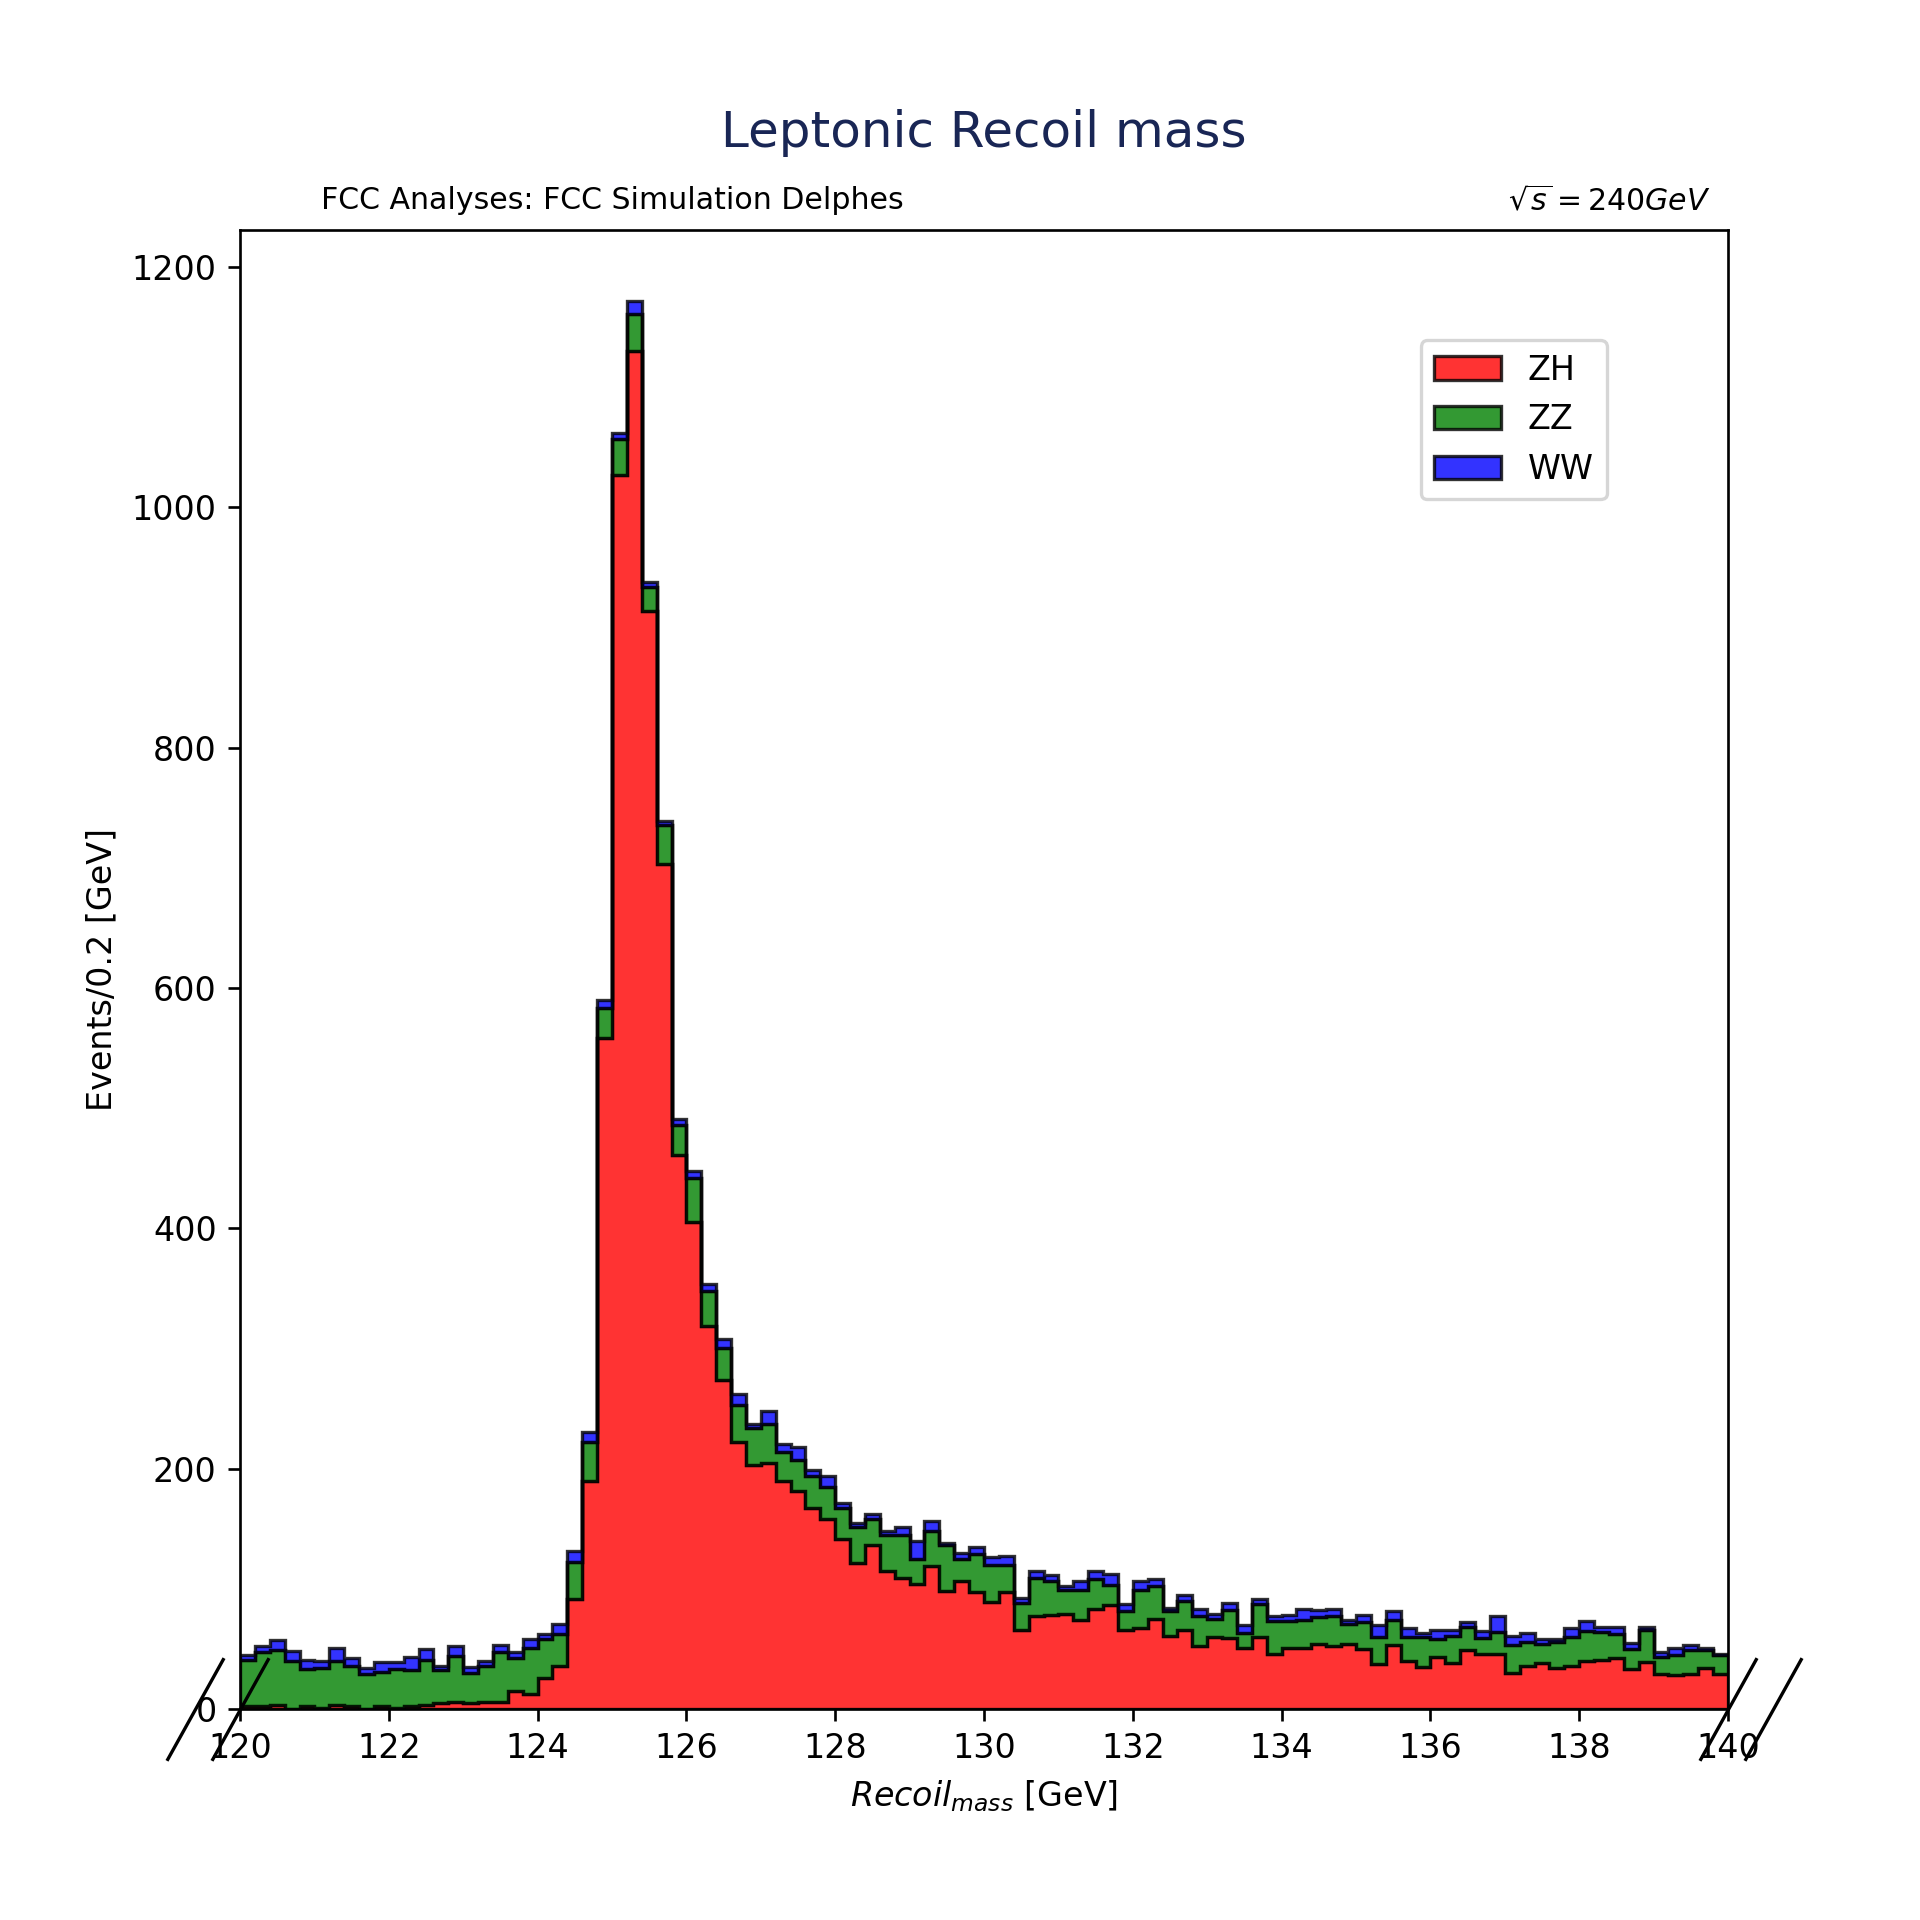 Leptonic Recoil mass
FCC Analyses: FCC Simulation Delphes
√s = 240GeV
1200
1000
800
600
400
200
0
Events/0.2 [GeV]
ZH
ZZ
WW
120 122 124 126 128 130 132 134 136 138 140
Recoil_mass [GeV]